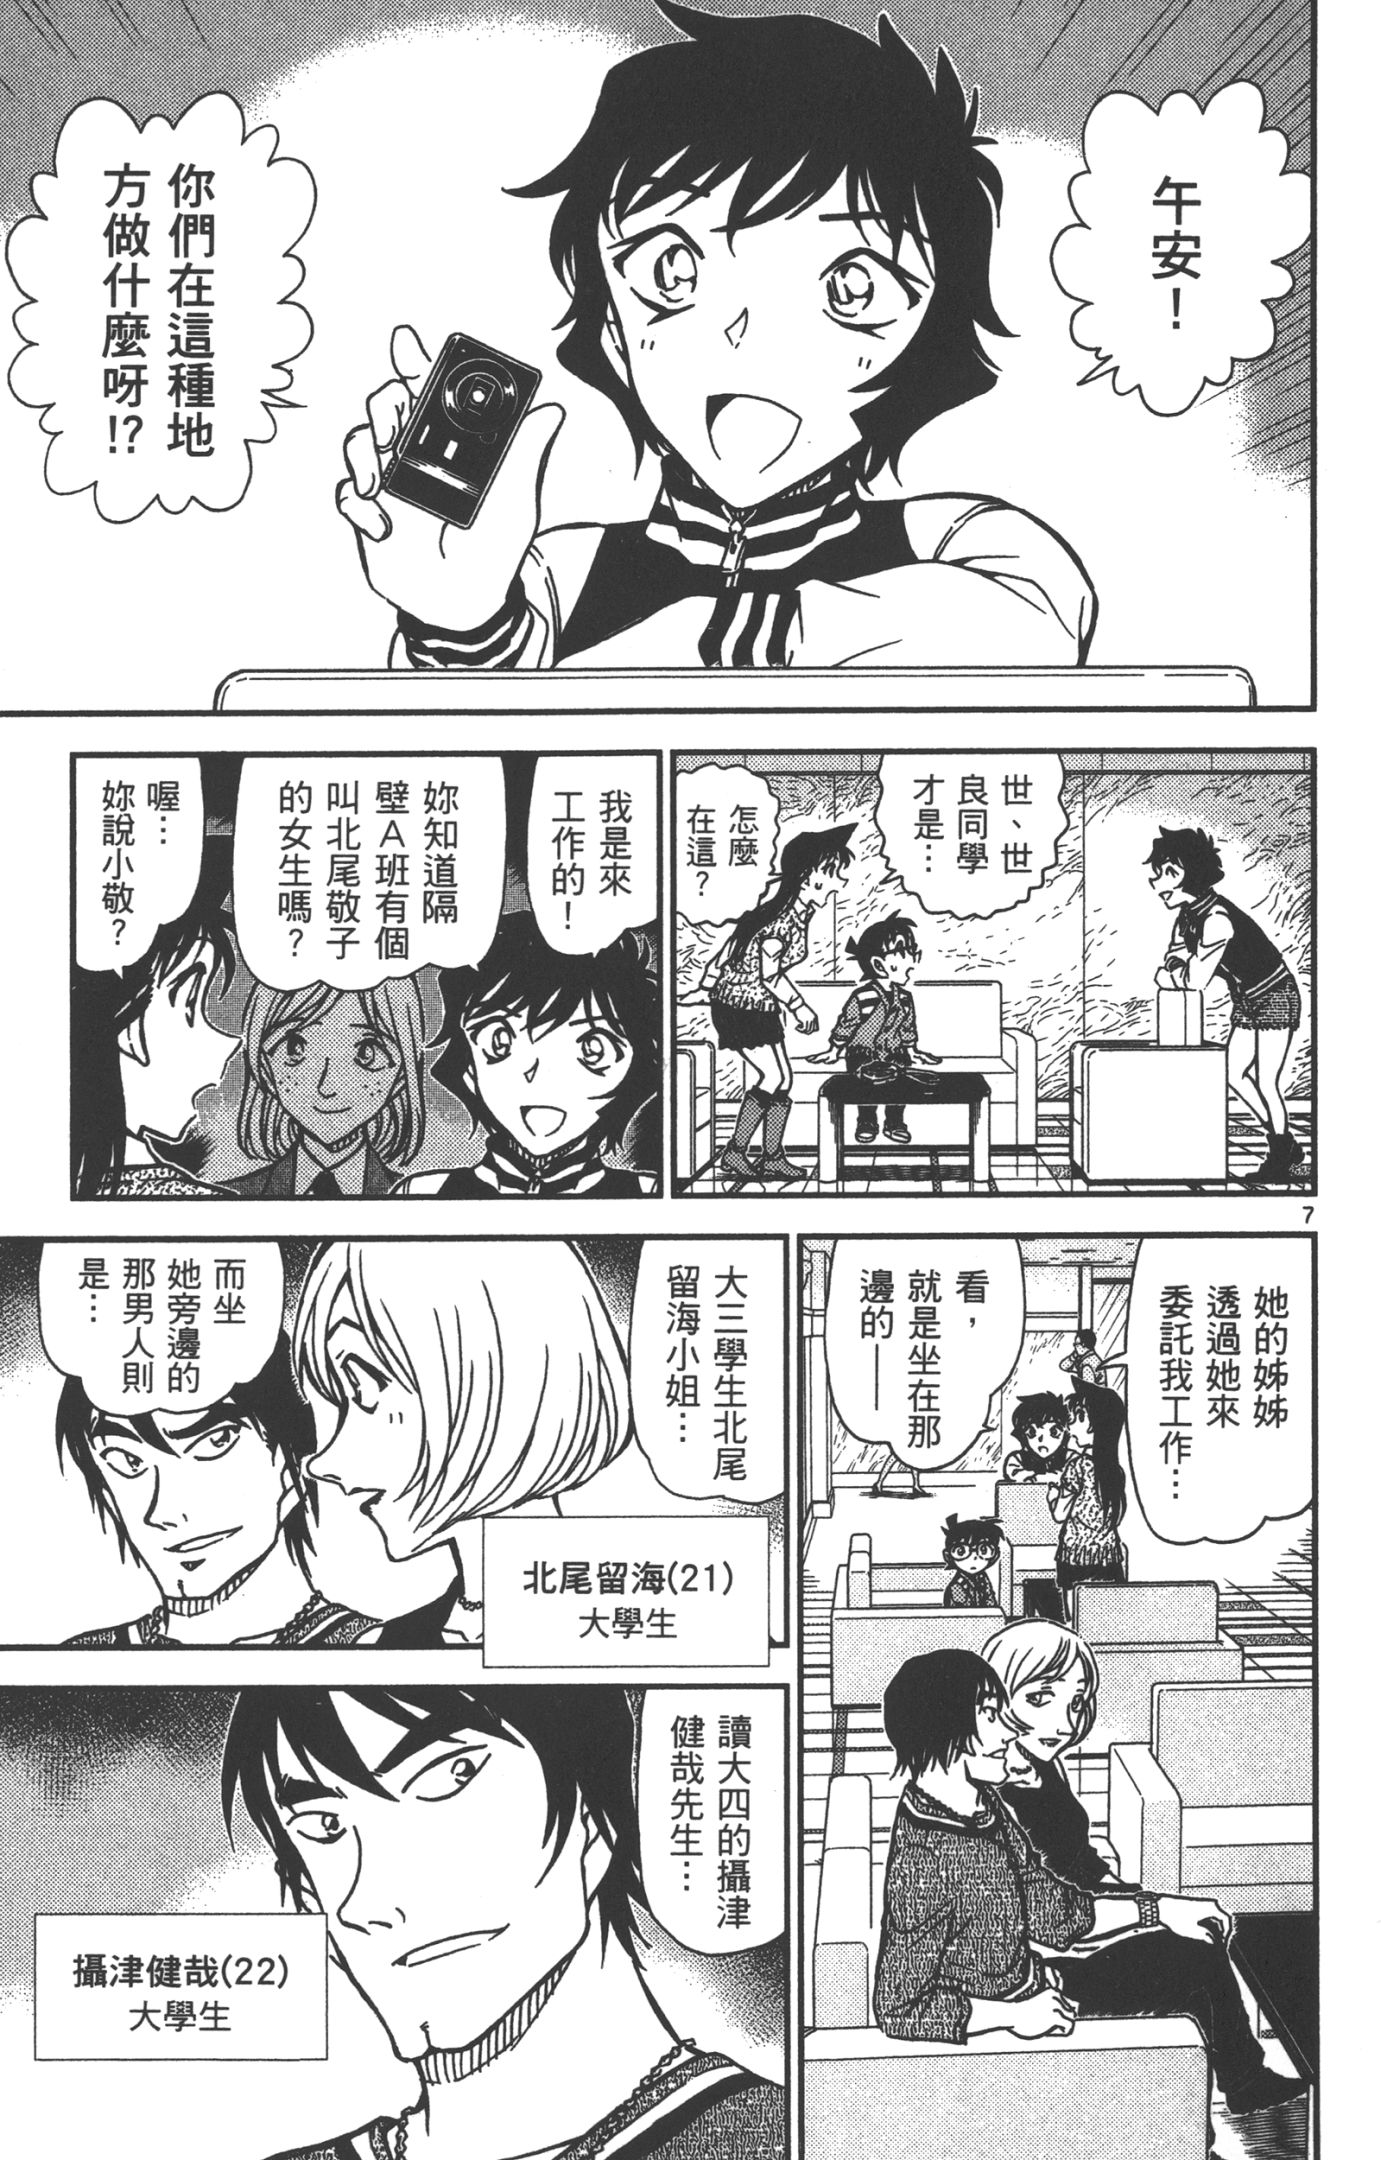 午安！
你們在這種地
方做什麼呀!?
世、世
良同學
才是…
怎麼
在這？
我是來
工作的！
妳知道隔
壁A班有個
叫北尾敬子
的女生嗎？
喔…
妳說小敬？
7
她的姊姊
透過她來
委託我工作…
看，
就是坐在那
邊的——
大三學生北尾
留海小姐…
北尾留海(21)
大學生
而坐
她旁邊的
那男人則
是…
讀大四的攝津
健哉先生…
攝津健哉(22)
大學生